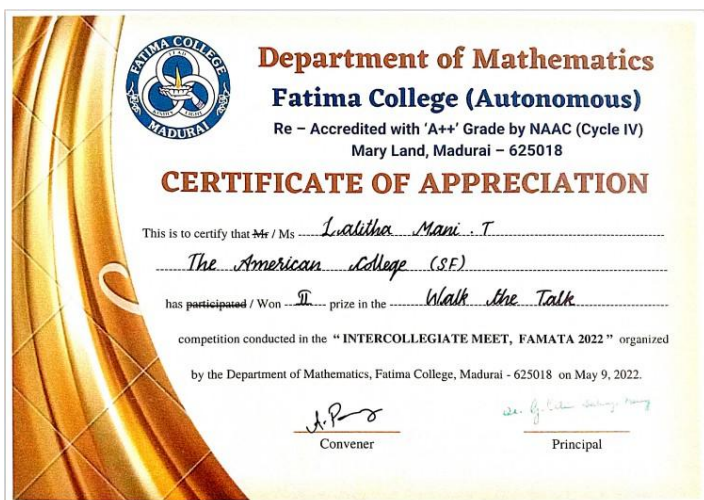 FATIMA COLLEGE
MADURAI
Department of Mathematics
Fatima College (Autonomous)
Re – Accredited with 'A++' Grade by NAAC (Cycle IV)
Mary Land, Madurai – 625018
CERTIFICATE OF APPRECIATION
This is to certify that Mr / Ms Lalitha Mani . T
The American College (SF)
has participated / Won II prize in the Walk the Talk
competition conducted in the " INTERCOLLEGIATE MEET, FAMATA 2022 " organized
by the Department of Mathematics, Fatima College, Madurai - 625018 on May 9, 2022.
Convener
Principal